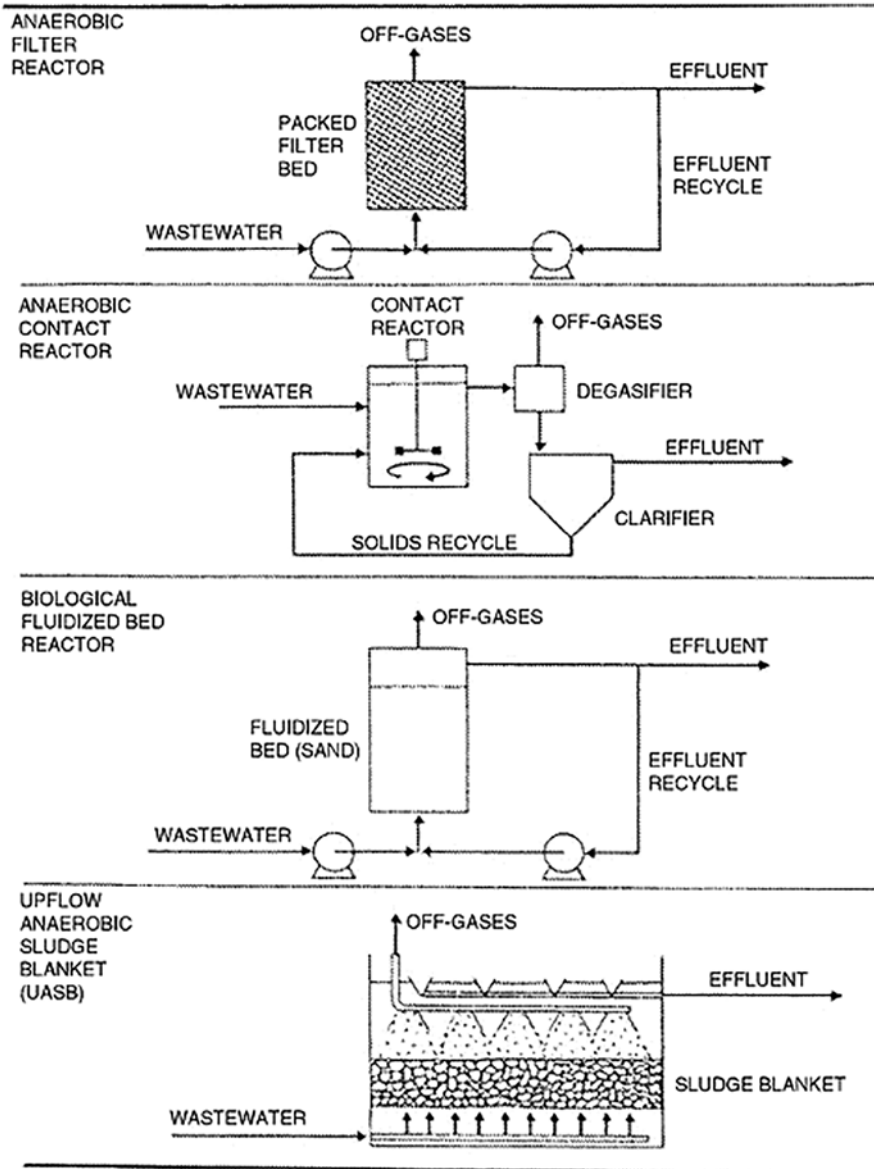 ANAEROBIC
FILTER
REACTOR
OFF-GASES
EFFLUENT
PACKED
FILTER
BED
EFFLUENT
RECYCLE
WASTEWATER
ANAEROBIC
CONTACT
REACTOR
CONTACT
REACTOR
OFF-GASES
WASTEWATER
DEGASIFIER
EFFLUENT
CLARIFIER
SOLIDS RECYCLE
BIOLOGICAL
FLUIDIZED BED
REACTOR
OFF-GASES
EFFLUENT
FLUIDIZED
BED (SAND)
EFFLUENT
RECYCLE
WASTEWATER
UPFLOW
ANAEROBIC
SLUDGE
BLANKET
(UASB)
OFF-GASES
EFFLUENT
SLUDGE BLANKET
WASTEWATER